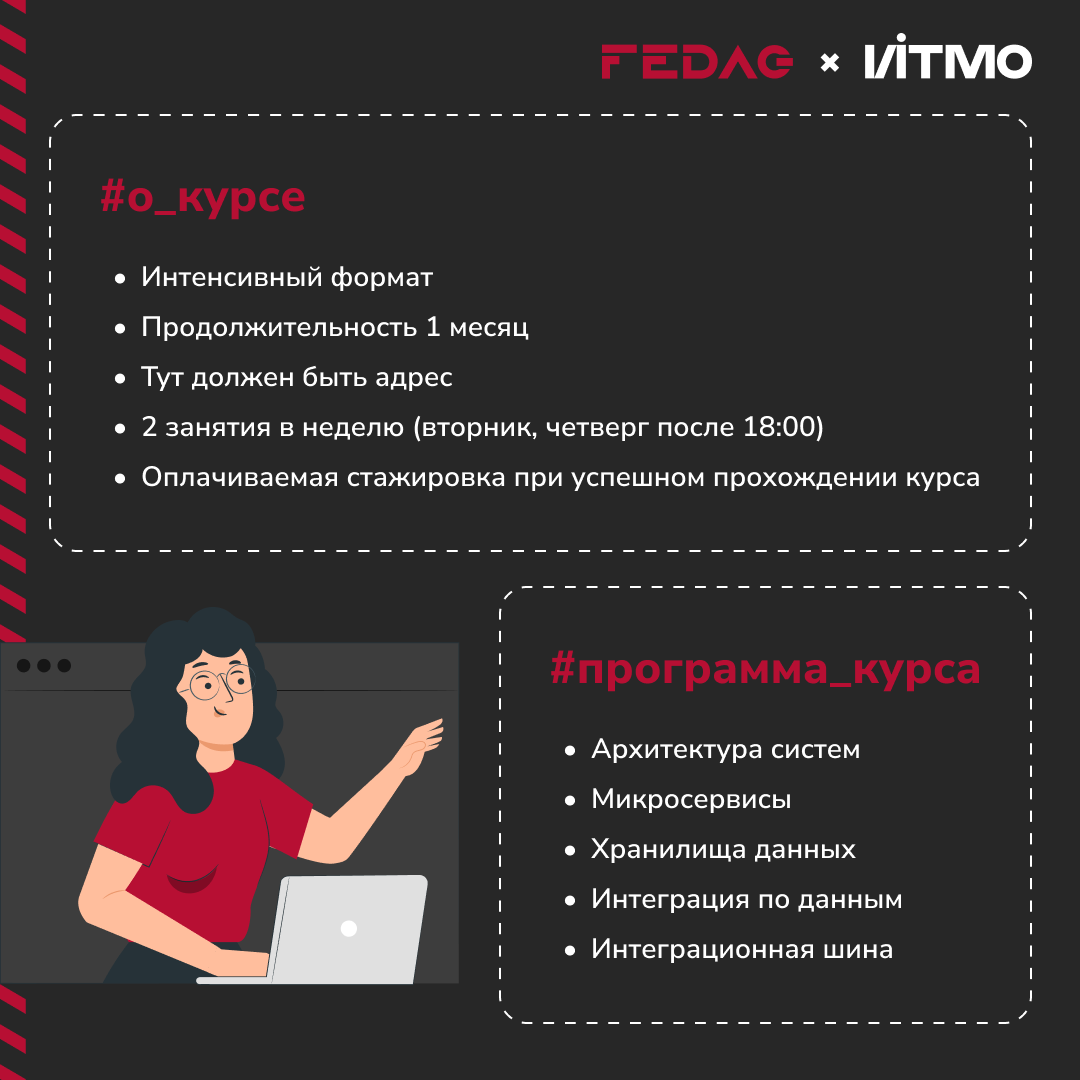 FEDAG × ITMO
#о_курсе
• Интенсивный формат
• Продолжительность 1 месяц
• Тут должен быть адрес
• 2 занятия в неделю (вторник, четверг после 18:00)
• Оплачиваемая стажировка при успешном прохождении курса
#программа_курса
• Архитектура систем
• Микросервисы
• Хранилища данных
• Интеграция по данным
• Интеграционная шина